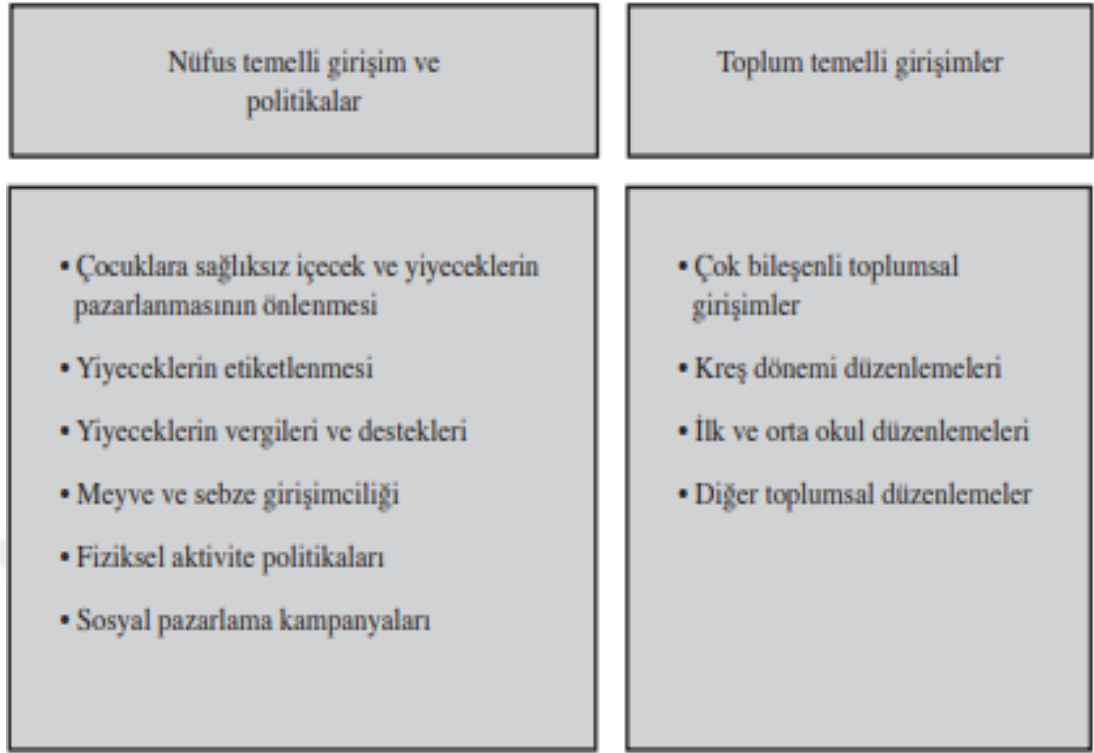 Nüfus temelli girişim ve
politikalar
Toplum temelli girişimler
• Çocuklara sağlıksız içecek ve yiyeceklerin
pazarlanmasının önlenmesi
• Yiyeceklerin etiketlenmesi
• Yiyeceklerin vergileri ve destekleri
• Meyve ve sebze girişimciliği
• Fiziksel aktivite politikaları
• Sosyal pazarlama kampanyaları
• Çok bileşenli toplumsal
girişimler
• Kreş dönemi düzenlemeleri
• İlk ve orta okul düzenlemeleri
• Diğer toplumsal düzenlemeler